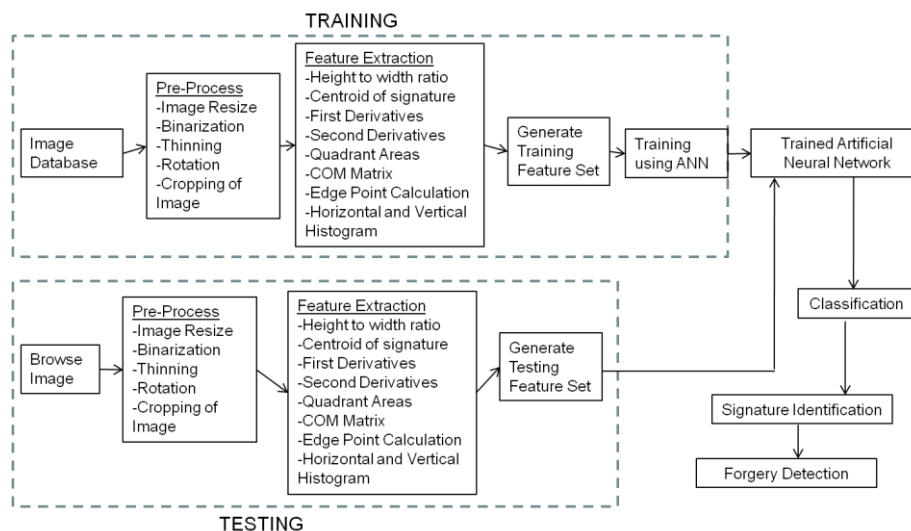 TRAINING
Image
Database
Pre-Process
-Image Resize
-Binarization
-Thinning
-Rotation
-Cropping of
Image
Feature Extraction
-Height to width ratio
-Centroid of signature
-First Derivatives
-Second Derivatives
-Quadrant Areas
-COM Matrix
-Edge Point Calculation
-Horizontal and Vertical
Histogram
Generate
Training
Feature Set
Training
using ANN
Trained Artificial
Neural Network
Classification
Signature Identification
Forgery Detection
Browse
Image
Pre-Process
-Image Resize
-Binarization
-Thinning
-Rotation
-Cropping of
Image
Feature Extraction
-Height to width ratio
-Centroid of signature
-First Derivatives
-Second Derivatives
-Quadrant Areas
-COM Matrix
-Edge Point Calculation
-Horizontal and Vertical
Histogram
Generate
Testing
Feature Set
TESTING